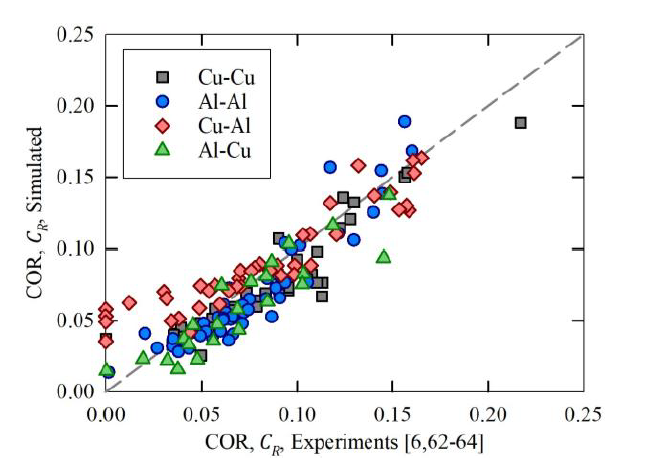 0.25
0.20
0.15
0.10
0.05
0.00
COR, C_R, Simulated
Cu-Cu
Al-Al
Cu-Al
Al-Cu
0.00 0.05 0.10 0.15 0.20 0.25
COR, C_R, Experiments [6,62-64]